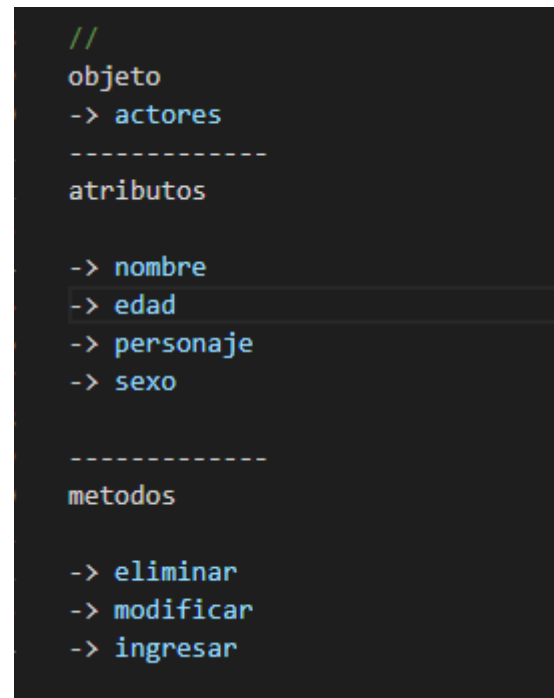 //
objeto
-> actores
-------------
atributos
-> nombre
-> edad
-> personaje
-> sexo
-------------
metodos
-> eliminar
-> modificar
-> ingresar